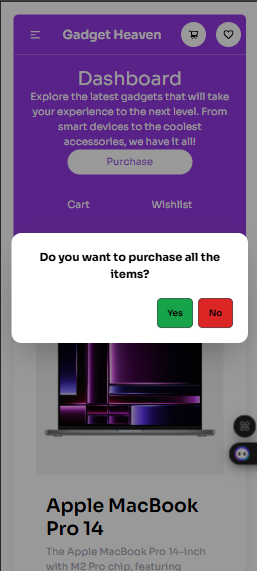 Gadget Heaven
Dashboard
Explore the latest gadgets that will take
your experience to the next level. From
smart devices to the coolest
accessories, we have it all!
Purchase
Cart Wishlist
Do you want to purchase all the
items?
Yes No
Apple MacBook
Pro 14
The Apple MacBook Pro 14-inch
with M2 Pro chip, featuring